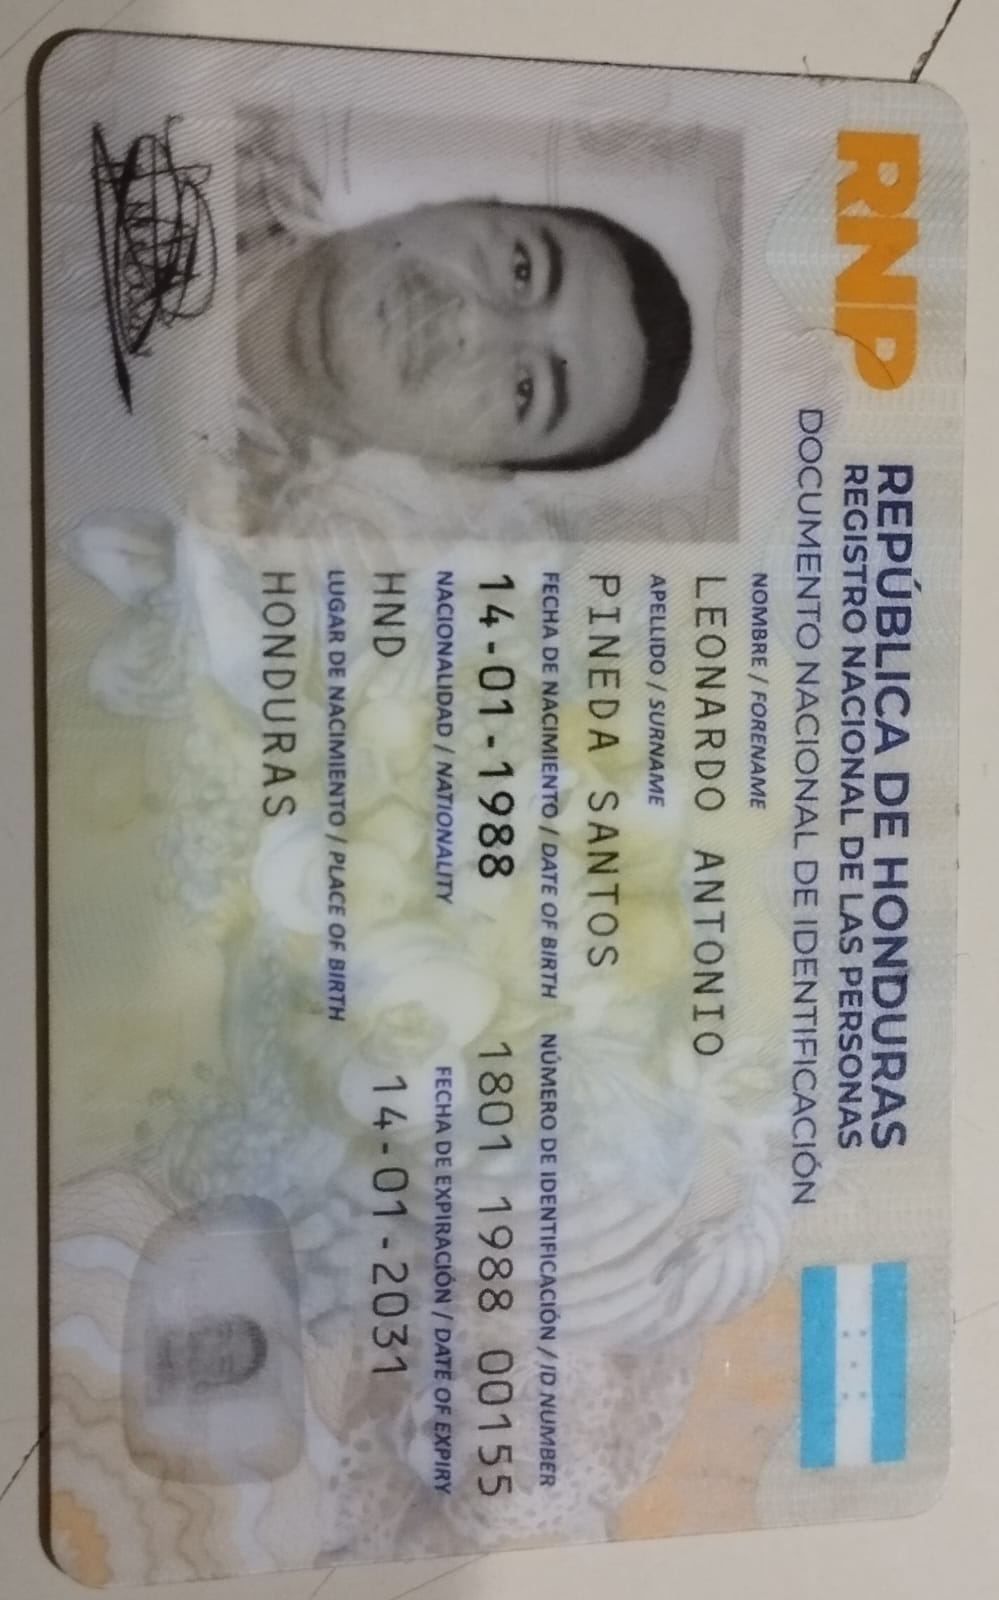 RNP
REPÚBLICA DE HONDURAS
REGISTRO NACIONAL DE LAS PERSONAS
DOCUMENTO NACIONAL DE IDENTIFICACIÓN
NOMBRE / FORENAME
LEONARDO ANTONIO
APELLIDO / SURNAME
PINEDA SANTOS
FECHA DE NACIMIENTO / DATE OF BIRTH NÚMERO DE IDENTIFICACIÓN / ID NUMBER
14-01-1988 1801 1988 00155
NACIONALIDAD / NATIONALITY FECHA DE EXPIRACIÓN / DATE OF EXPIRY
HND 14-01-2031
LUGAR DE NACIMIENTO / PLACE OF BIRTH
HONDURAS